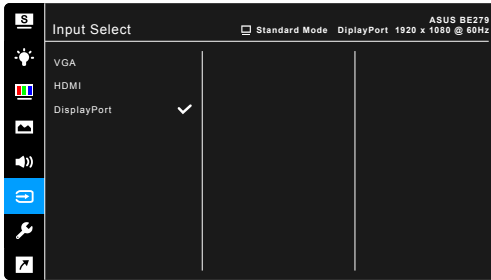 S
ASUS BE279
Input Select
Standard Mode DiplayPort 1920 x 1080 @ 60Hz
VGA
HDMI
DisplayPort